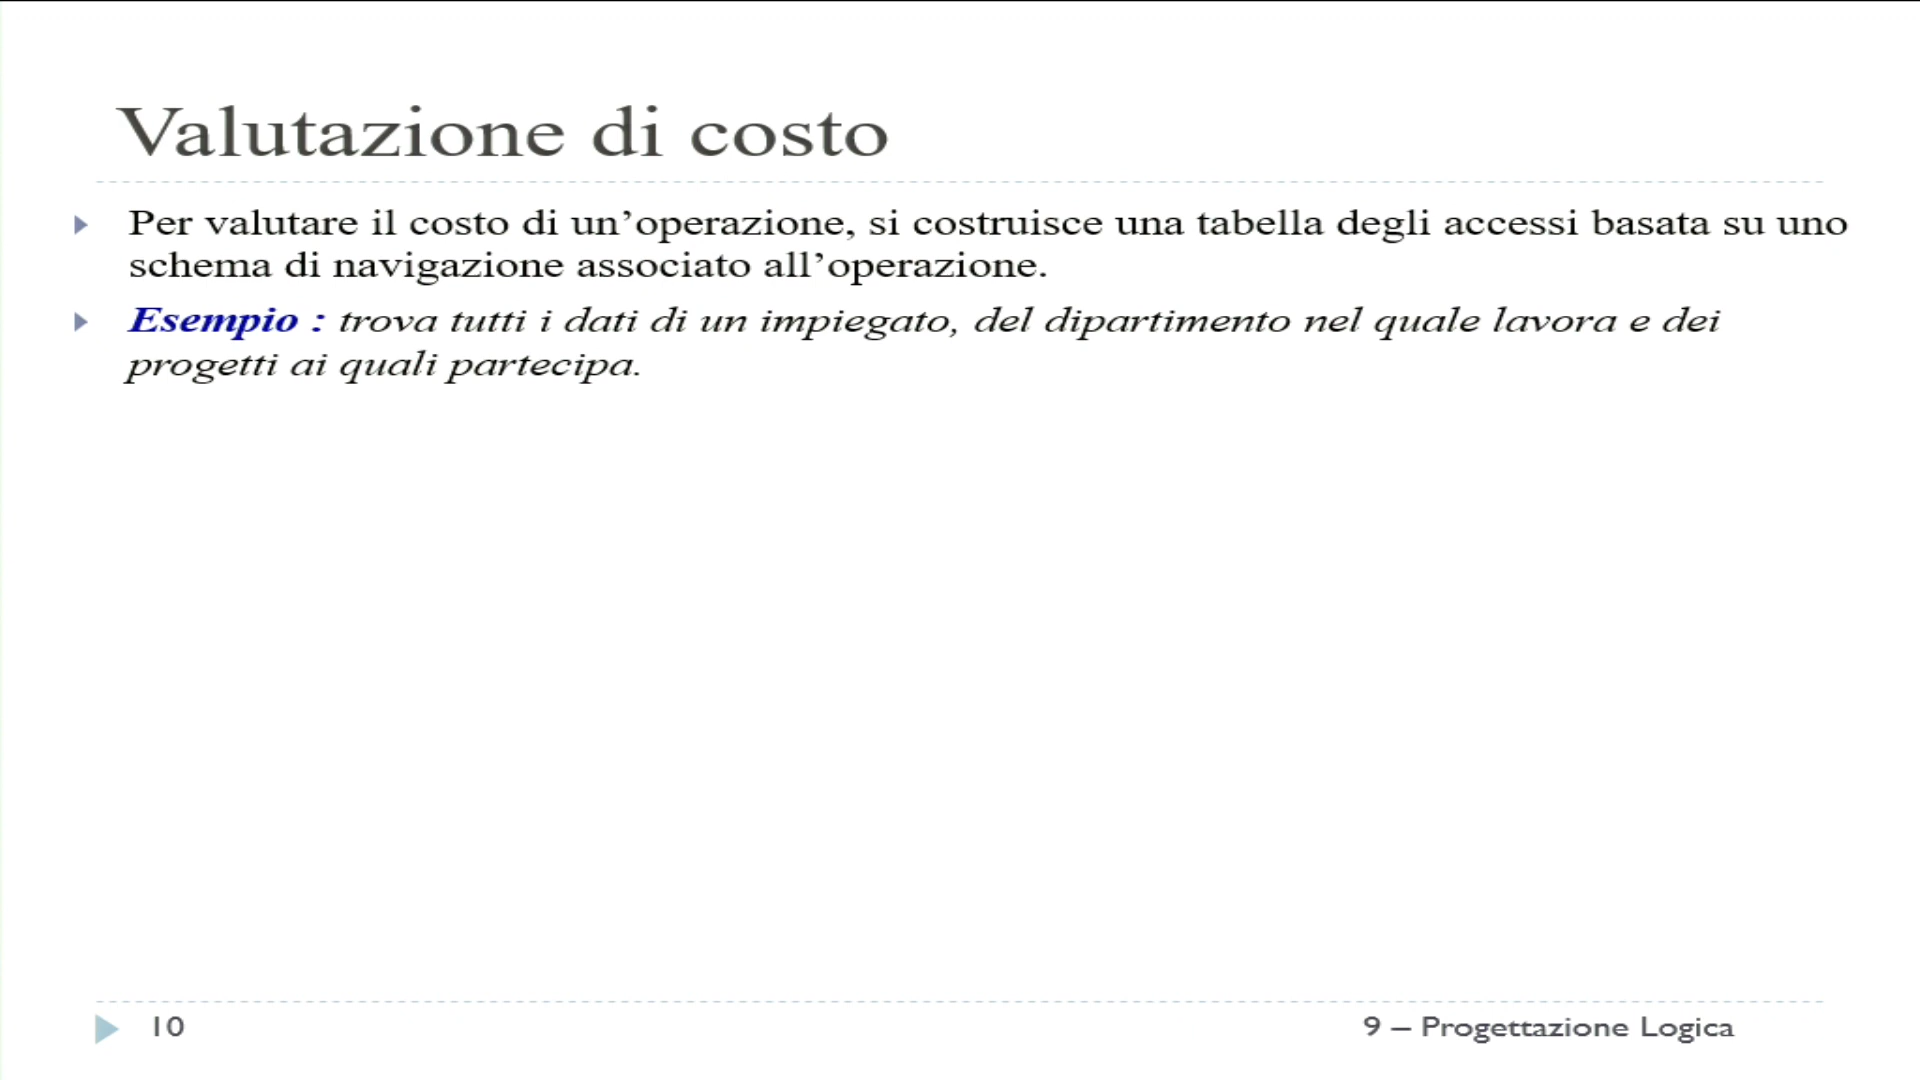 Valutazione di costo
Per valutare il costo di un’operazione, si costruisce una tabella degli accessi basata su uno
schema di navigazione associato all’operazione.
Esempio : trova tutti i dati di un impiegato, del dipartimento nel quale lavora e dei
progetti ai quali partecipa.
10
9 – Progettazione Logica